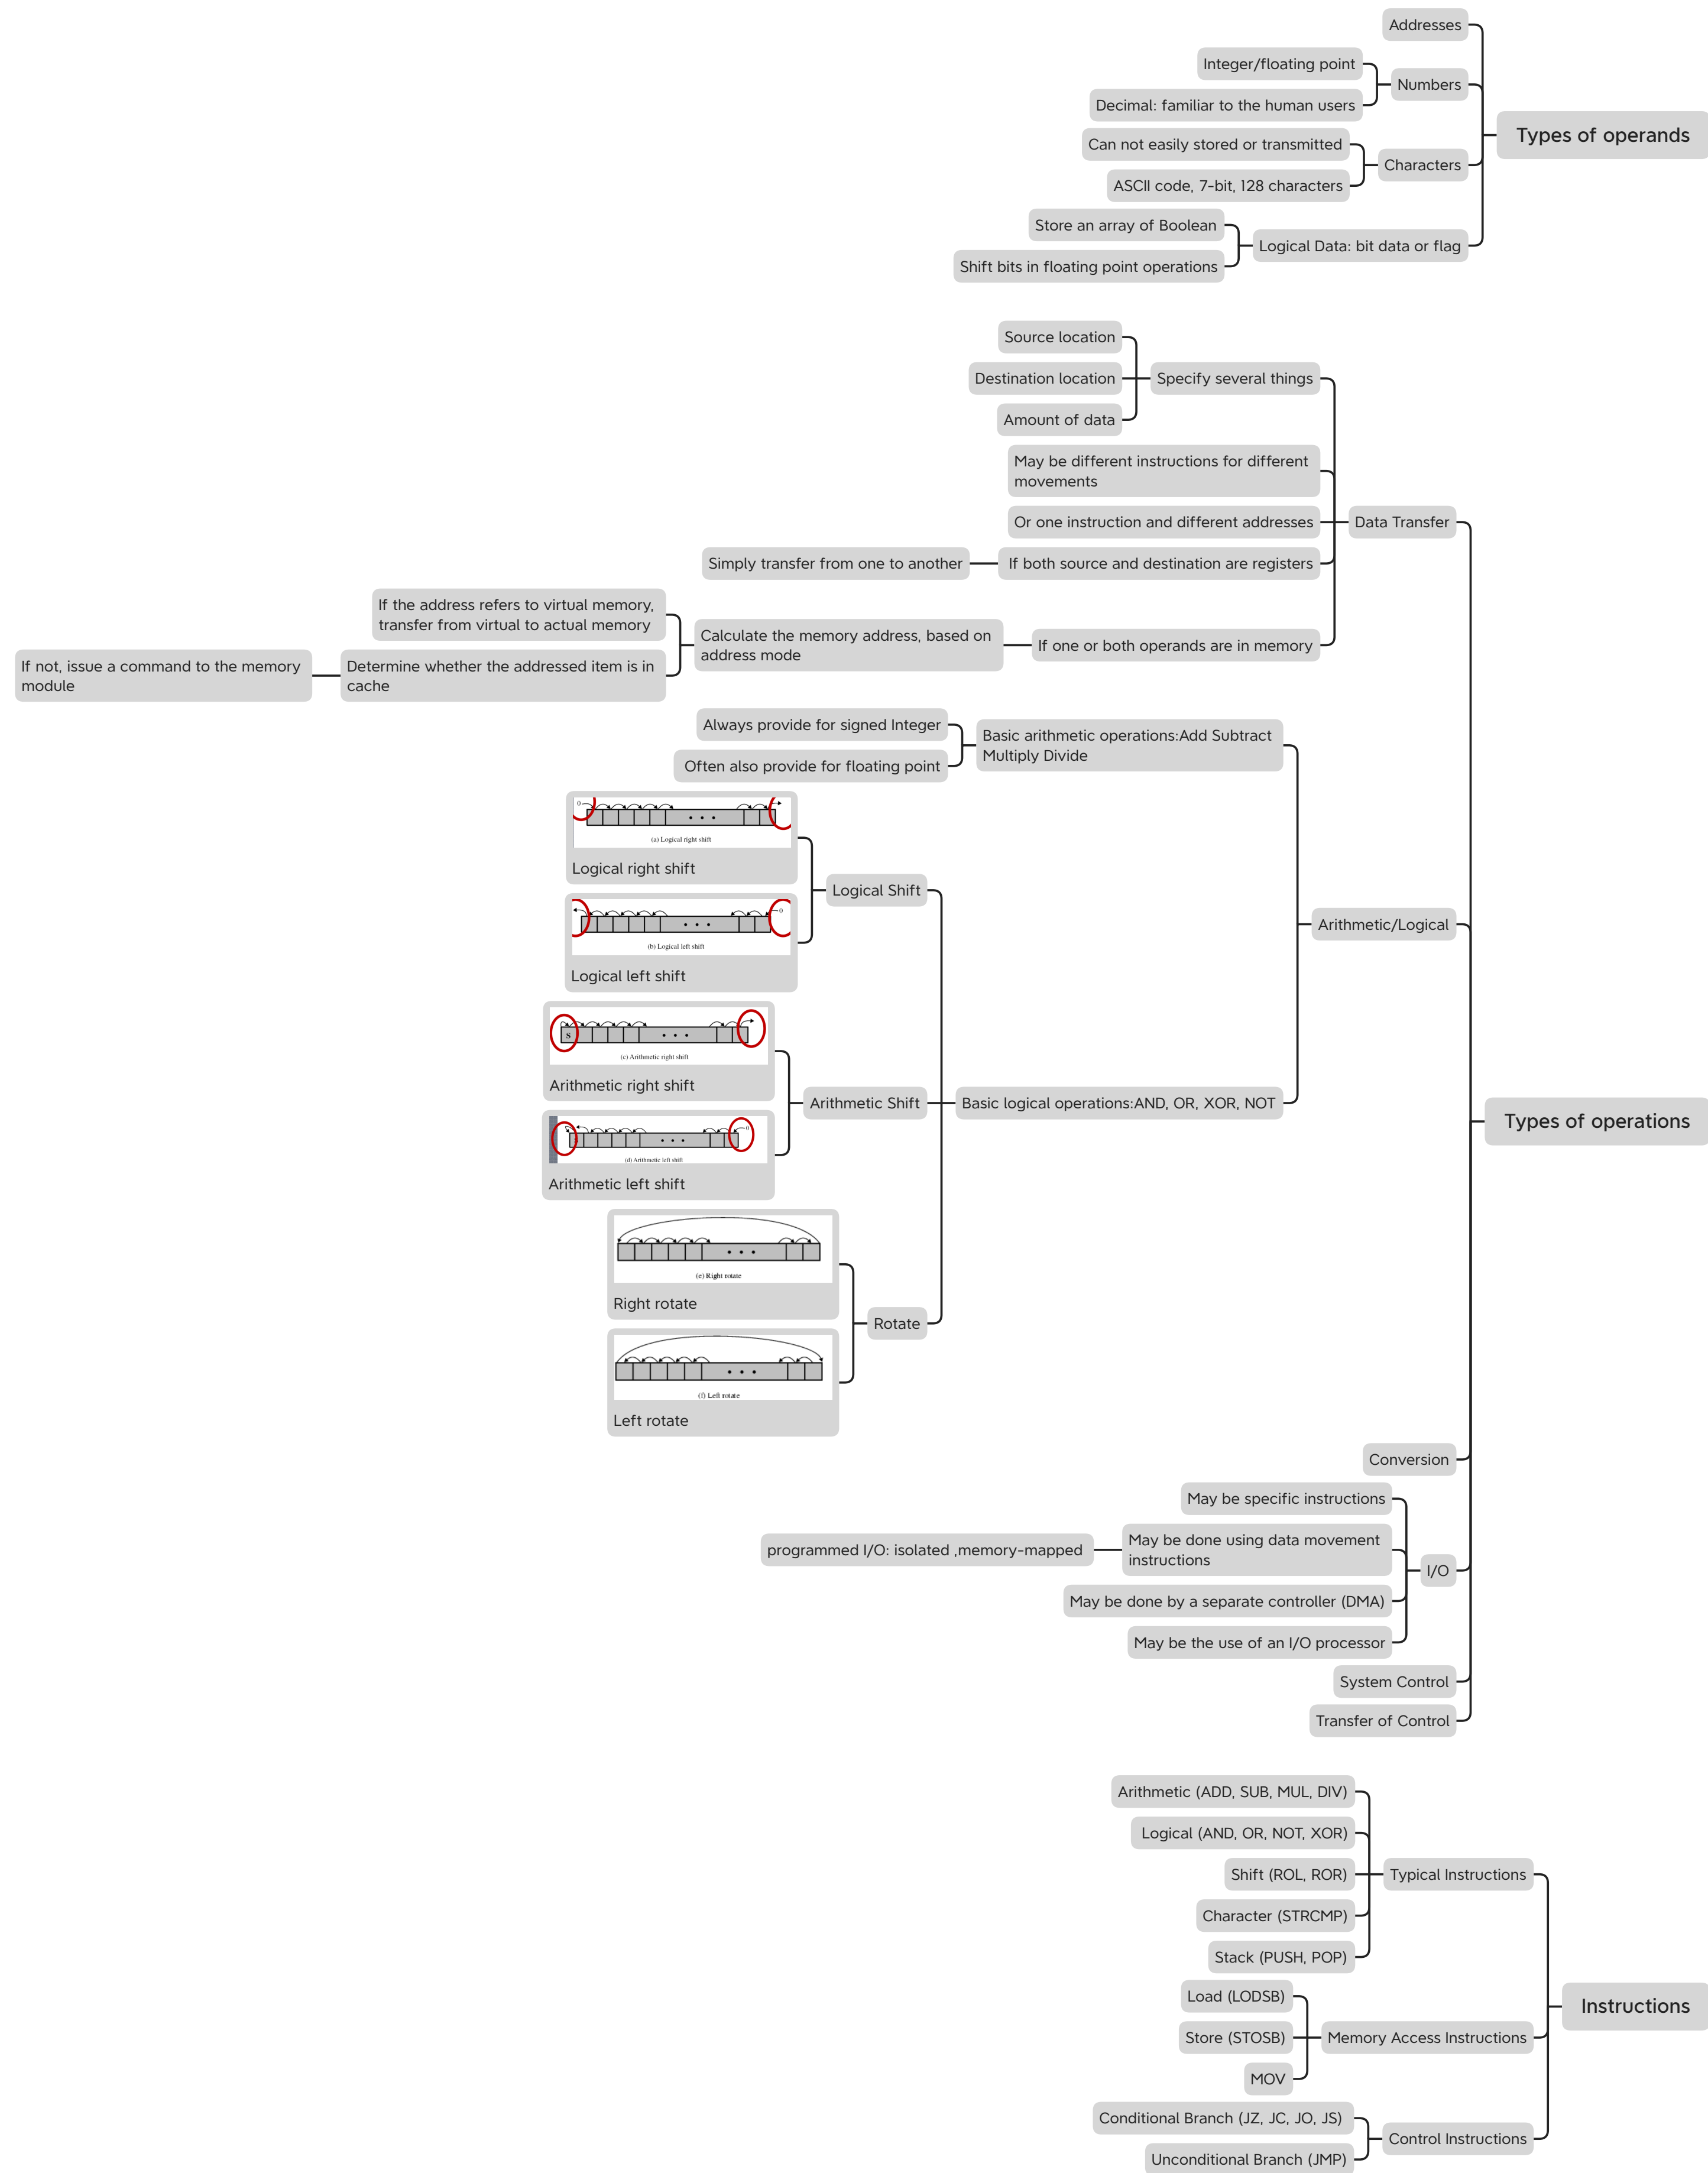 Addresses
Integer/floating point
Numbers
Decimal: familiar to the human users
Types of operands
Can not easily stored or transmitted
Characters
ASCII code, 7-bit, 128 characters
Store an array of Boolean
Logical Data: bit data or flag
Shift bits in floating point operations
Source location
Destination location
Specify several things
Amount of data
May be different instructions for different
movements
Or one instruction and different addresses
Data Transfer
Simply transfer from one to another
If both source and destination are registers
If the address refers to virtual memory,
transfer from virtual to actual memory
Calculate the memory address, based on
address mode
If one or both operands are in memory
If not, issue a command to the memory
module
Determine whether the addressed item is in
cache
Always provide for signed Integer
Basic arithmetic operations:Add Subtract
Multiply Divide
Often also provide for floating point
0
(a) Logical right shift
Logical right shift
Logical Shift
0
(b) Logical left shift
Logical left shift
Arithmetic/Logical
S
(c) Arithmetic right shift
Arithmetic right shift
Arithmetic Shift
Basic logical operations:AND, OR, XOR, NOT
Types of operations
0
(d) Arithmetic left shift
Arithmetic left shift
(e) Right rotate
Right rotate
Rotate
(f) Left rotate
Left rotate
Conversion
May be specific instructions
programmed I/O: isolated ,memory-mapped
May be done using data movement
instructions
I/O
May be done by a separate controller (DMA)
May be the use of an I/O processor
System Control
Transfer of Control
Arithmetic (ADD, SUB, MUL, DIV)
Logical (AND, OR, NOT, XOR)
Shift (ROL, ROR)
Typical Instructions
Character (STRCMP)
Stack (PUSH, POP)
Load (LODSB)
Instructions
Store (STOSB)
Memory Access Instructions
MOV
Conditional Branch (JZ, JC, JO, JS)
Control Instructions
Unconditional Branch (JMP)